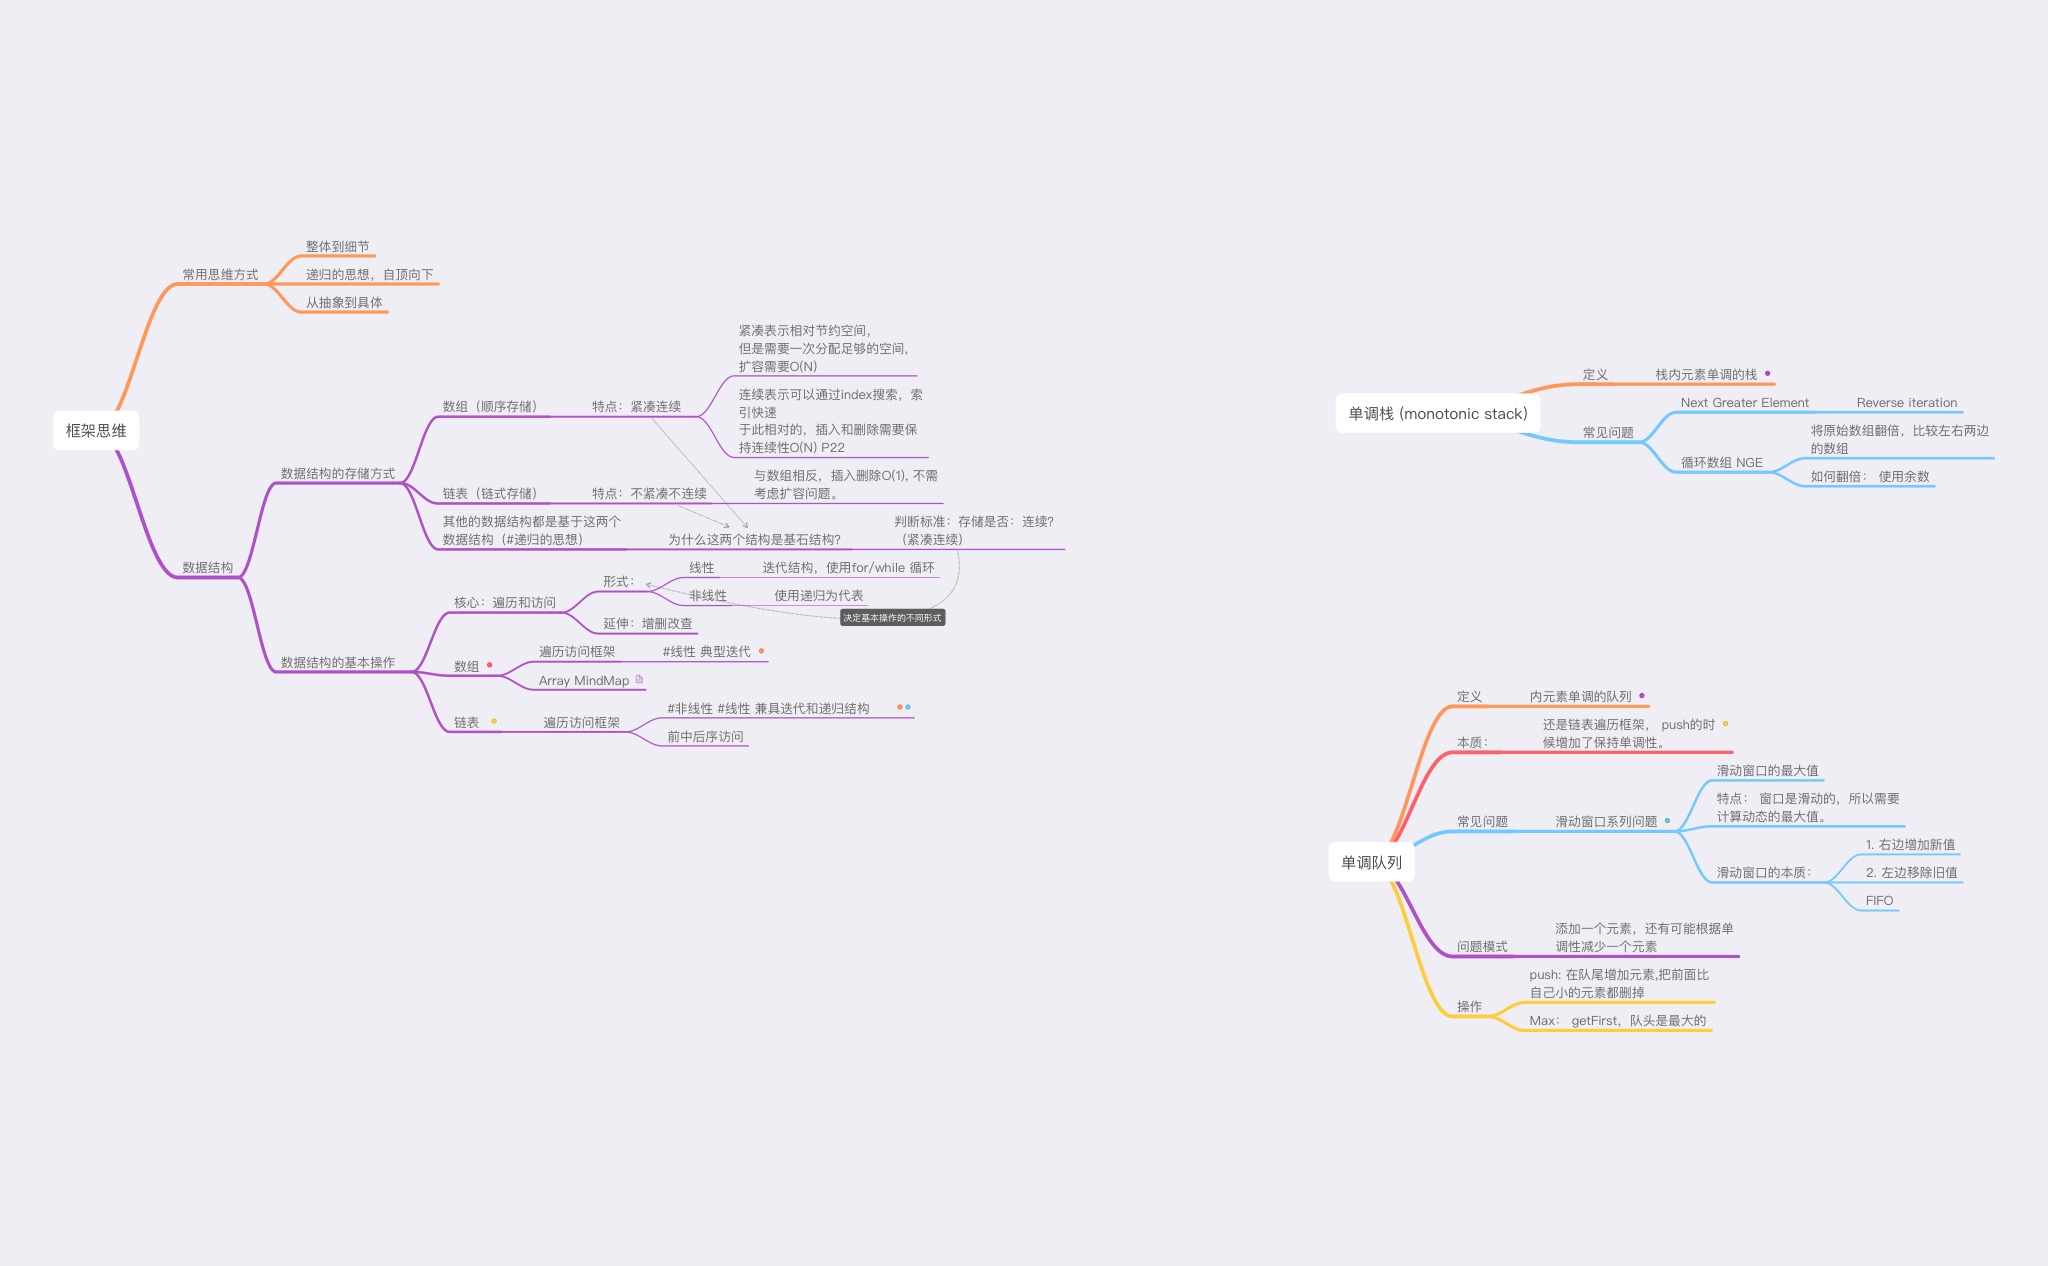 框架思维
常用思维方式
整体到细节
递归的思想，自顶向下
从抽象到具体
数据结构
数据结构的存储方式
数组（顺序存储）
特点：紧凑连续
紧凑表示相对节约空间，
但是需要一次分配足够的空间，
扩容需要O(N)
连续表示可以通过index搜索，索
引快速
于此相对的，插入和删除需要保
持连续性O(N) P22
链表（链式存储）
特点：不紧凑不连续
与数组相反，插入删除O(1), 不需
考虑扩容问题。
其他的数据结构都是基于这两个
数据结构（#递归的思想）
为什么这两个结构是基石结构？
判断标准：存储是否：连续？
（紧凑连续）
决定基本操作的不同形式
数据结构的基本操作
核心：遍历和访问
形式：
线性
迭代结构，使用for/while 循环
非线性
使用递归为代表
延伸：增删改查
数组
遍历访问框架
#线性 典型迭代
Array MindMap
链表
遍历访问框架
#非线性 #线性 兼具迭代和递归结构
前中后序访问
单调栈 (monotonic stack)
定义
栈内元素单调的栈
常见问题
Next Greater Element
Reverse iteration
循环数组 NGE
将原始数组翻倍，比较左右两边
的数组
如何翻倍： 使用余数
单调队列
定义
内元素单调的队列
本质：
还是链表遍历框架， push的时
候增加了保持单调性。
常见问题
滑动窗口系列问题
滑动窗口的最大值
特点： 窗口是滑动的，所以需要
计算动态的最大值。
滑动窗口的本质：
1. 右边增加新值
2. 左边移除旧值
FIFO
问题模式
添加一个元素，还有可能根据单
调性减少一个元素
操作
push: 在队尾增加元素,把前面比
自己小的元素都删掉
Max： getFirst，队头是最大的